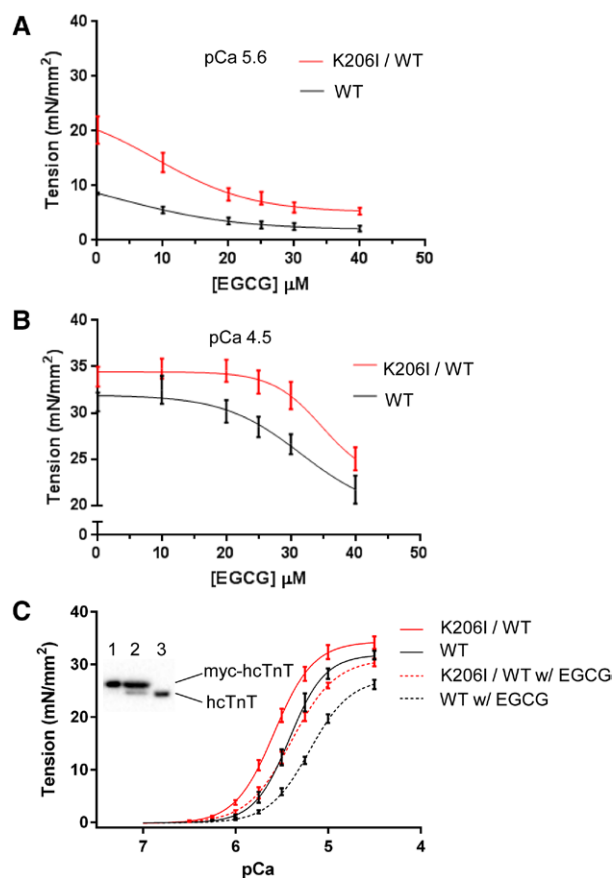 A
pCa 5.6
K206I / WT
WT
Tension (mN/mm²)
40
30
20
10
0
0 10 20 30 40 50
[EGCG] µM
B
pCa 4.5
K206I / WT
WT
Tension (mN/mm²)
40
35
30
25
20
0
0 10 20 30 40 50
[EGCG] µM
C
K206I / WT
WT
K206I / WT w/ EGCG
WT w/ EGCG
1 2 3
myc-hcTnT
hcTnT
Tension (mN/mm²)
40
30
20
10
0
7 6 5 4
pCa